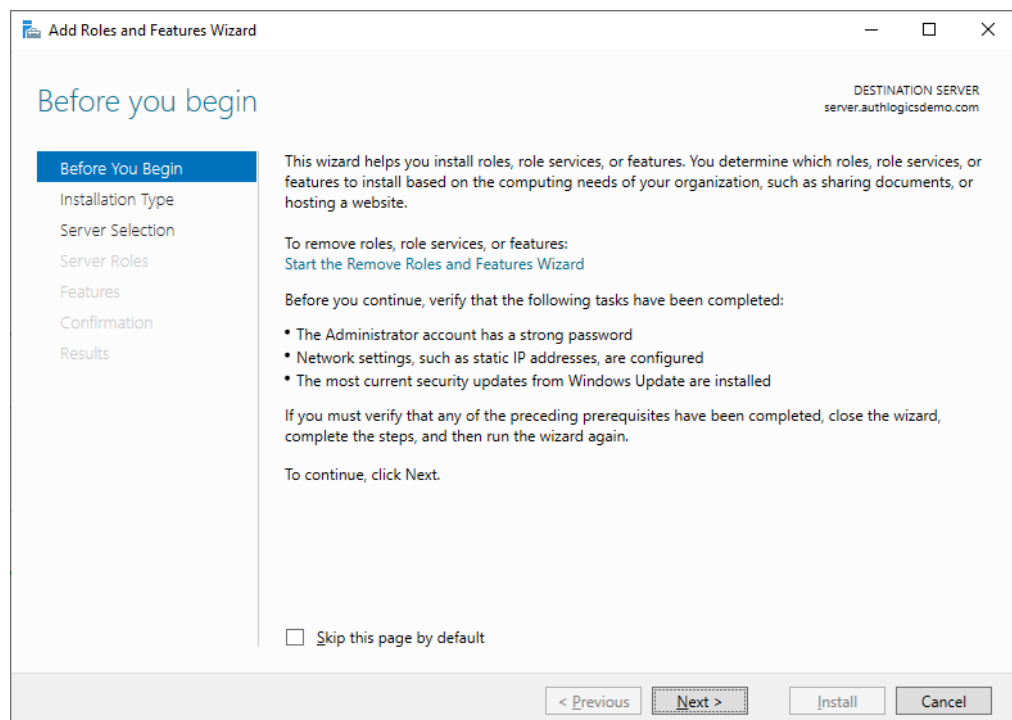 Add Roles and Features Wizard
Before you begin
DESTINATION SERVER
server.authlogicsdemo.com
Before You Begin
Installation Type
Server Selection
Server Roles
Features
Confirmation
Results
This wizard helps you install roles, role services, or features. You determine which roles, role services, or
features to install based on the computing needs of your organization, such as sharing documents, or
hosting a website.
To remove roles, role services, or features:
Start the Remove Roles and Features Wizard
Before you continue, verify that the following tasks have been completed:
• The Administrator account has a strong password
• Network settings, such as static IP addresses, are configured
• The most current security updates from Windows Update are installed
If you must verify that any of the preceding prerequisites have been completed, close the wizard,
complete the steps, and then run the wizard again.
To continue, click Next.
Skip this page by default
< Previous
Next >
Install
Cancel